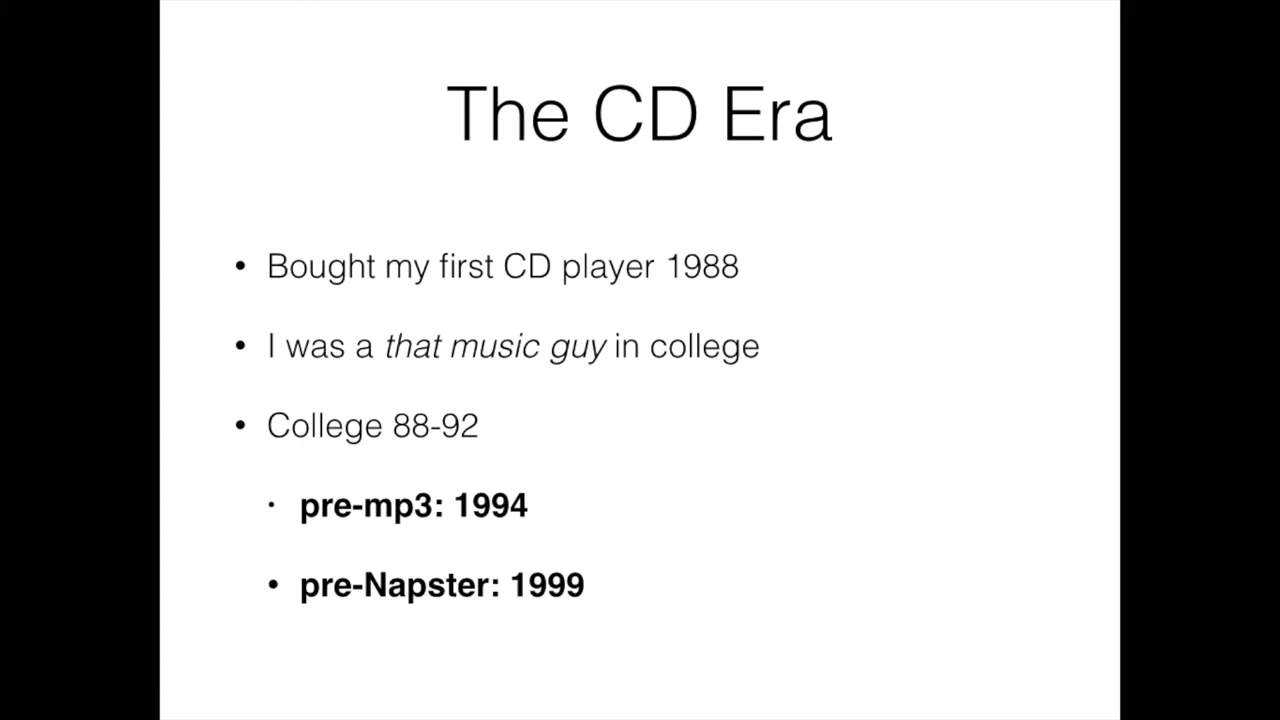 The CD Era
• Bought my first CD player 1988
• I was a that music guy in college
• College 88-92
• pre-mp3: 1994
• pre-Napster: 1999